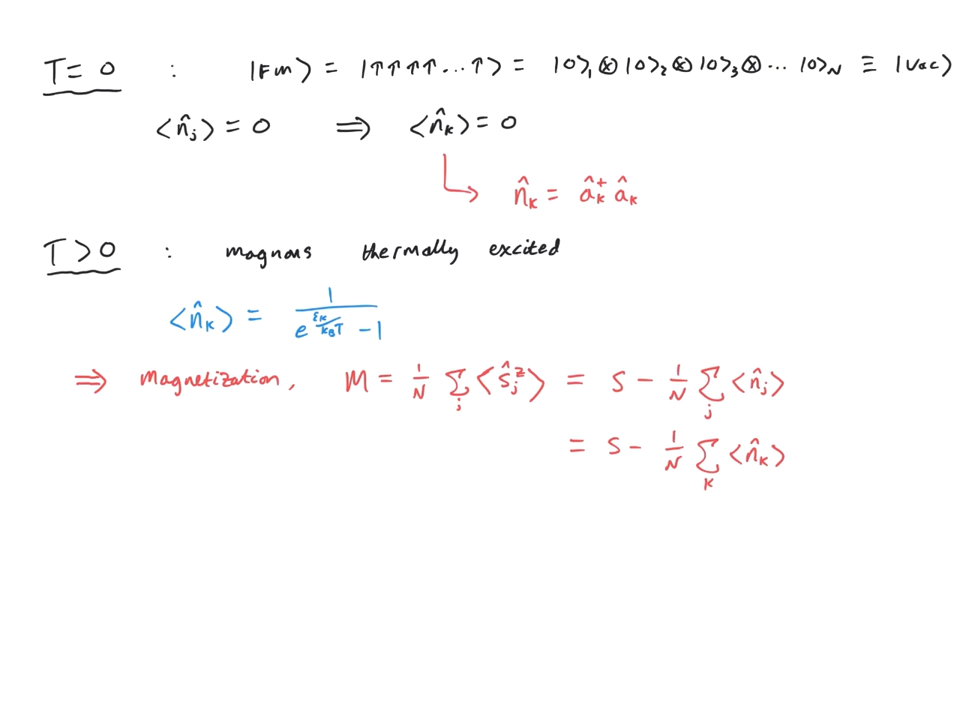 T = 0 : |FM⟩ = |↑↑↑↑...↑⟩ = |0⟩₁ ⊗ |0⟩₂ ⊗ |0⟩₃ ⊗ ... |0⟩_N ≡ |Vac⟩
⟨n̂_j⟩ = 0 ⟹ ⟨n̂_k⟩ = 0
↳ n̂_k = â_k^† â_k
T > 0 : magnons thermally excited
⟨n̂_k⟩ = 1 / (e^{ε_k/k_BT} - 1)
⟹ Magnetization, M = 1/N Σ_j ⟨ŝ_j^z⟩ = S - 1/N Σ_j ⟨n̂_j⟩
= S - 1/N Σ_k ⟨n̂_k⟩